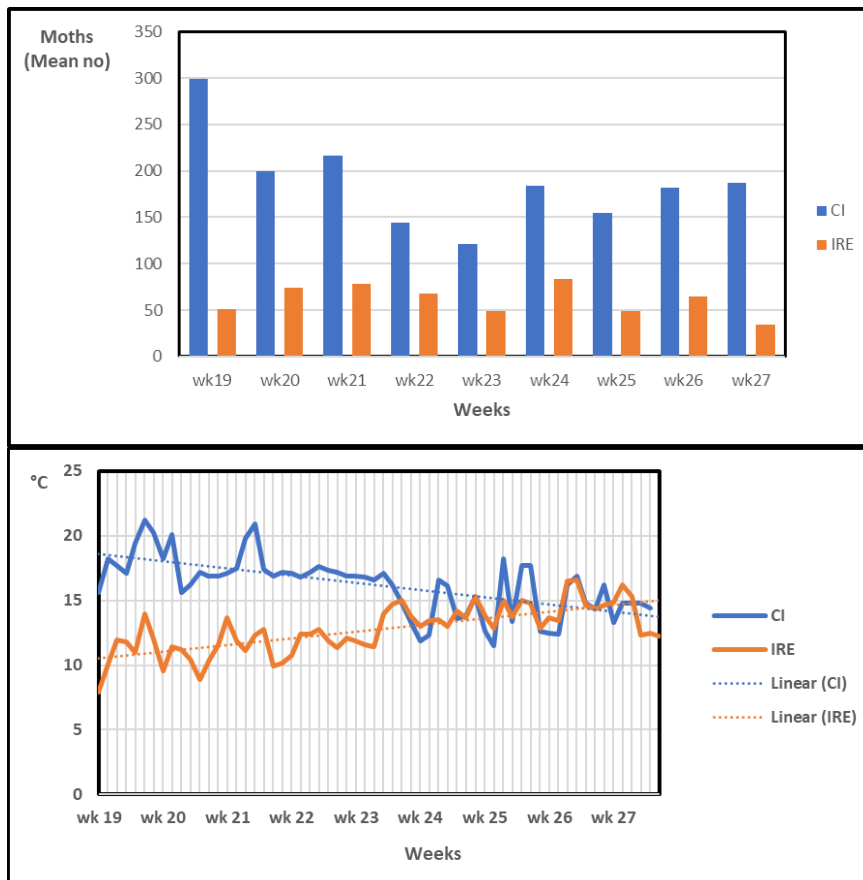 Moths
(Mean no)
350
300
250
200
150
100
50
0
wk19 wk20 wk21 wk22 wk23 wk24 wk25 wk26 wk27
Weeks
CI
IRE
°C
25
20
15
10
5
0
wk 19 wk 20 wk 21 wk 22 wk 23 wk 24 wk 25 wk 26 wk 27
Weeks
CI
IRE
Linear (CI)
Linear (IRE)